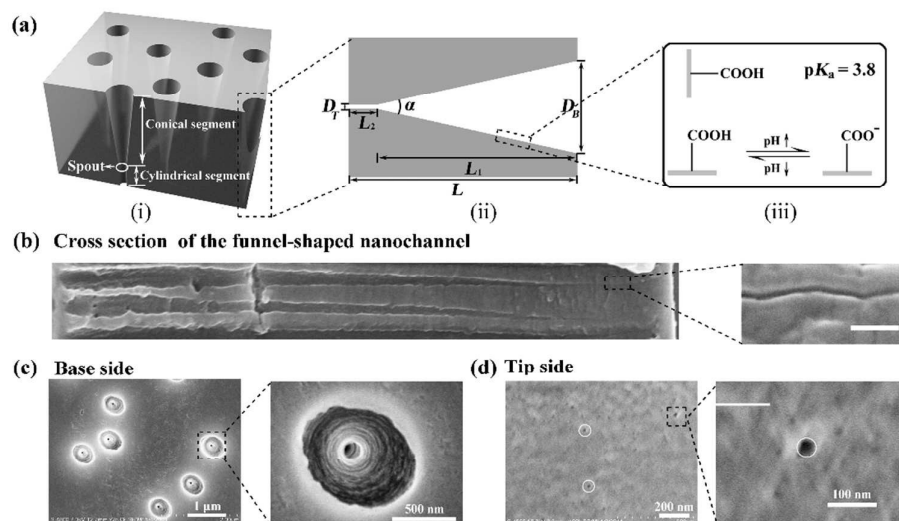 (a)
Conical segment
Spout
Cylindrical segment
(i)
D_T
L_2
α
D_B
L_1
L
(ii)
COOH
pK_a = 3.8
COOH
pH ↑
pH ↓
COO⁻
(iii)
(b) Cross section of the funnel-shaped nanochannel
(c) Base side
1 μm
500 nm
(d) Tip side
200 nm
100 nm